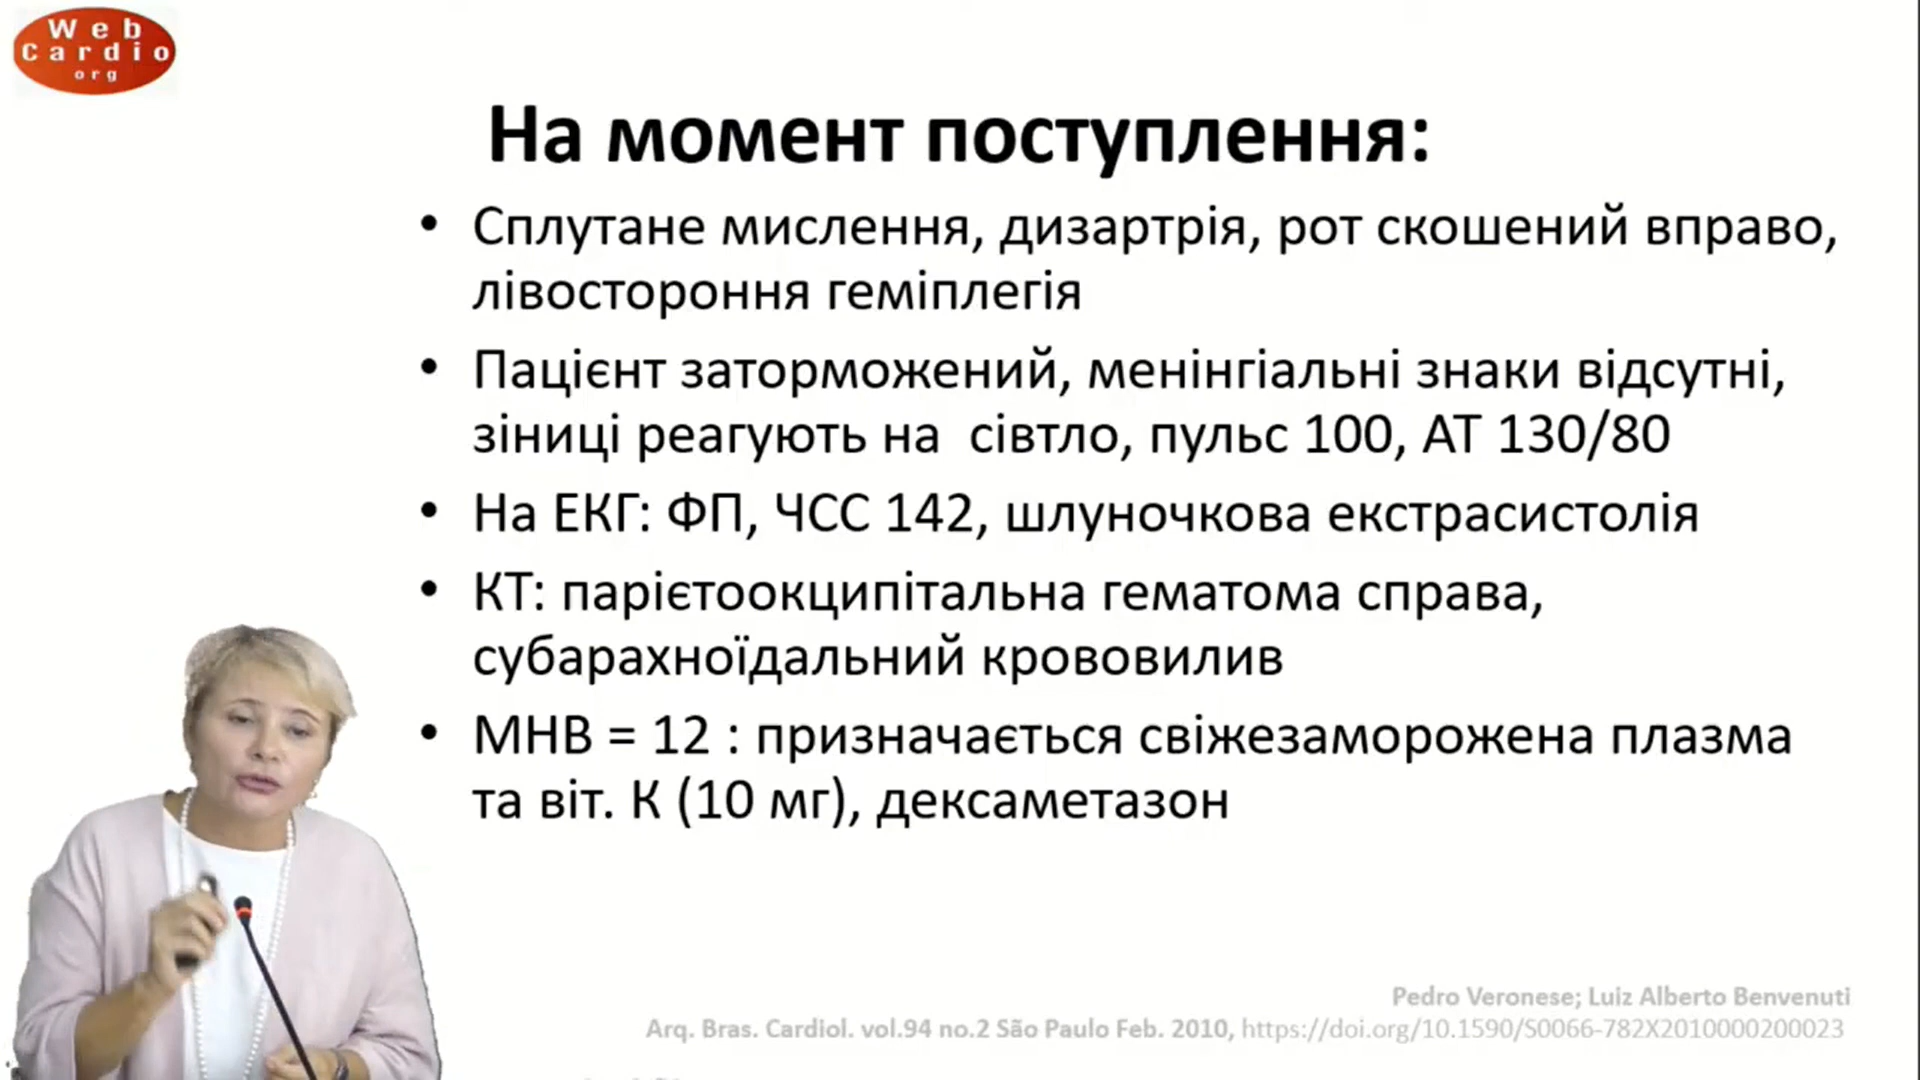 Web
Cardio
org
На момент поступлення:
• Сплутане мислення, дизартрія, рот скошений вправо,
лівостороння геміплегія
• Пацієнт заторможений, менінгіальні знаки відсутні,
зіниці реагують на сівтло, пульс 100, АТ 130/80
• На ЕКГ: ФП, ЧСС 142, шлуночкова екстрасистолія
• КТ: парієтоокципітальна гематома справа,
субарахноїдальний крововилив
• МНВ = 12 : призначається свіжезаморожена плазма
та віт. К (10 мг), дексаметазон
Pedro Veronese; Luiz Alberto Benvenuti
Arq. Bras. Cardiol. vol.94 no.2 São Paulo Feb. 2010, https://doi.org/10.1590/S0066-782X2010000200023